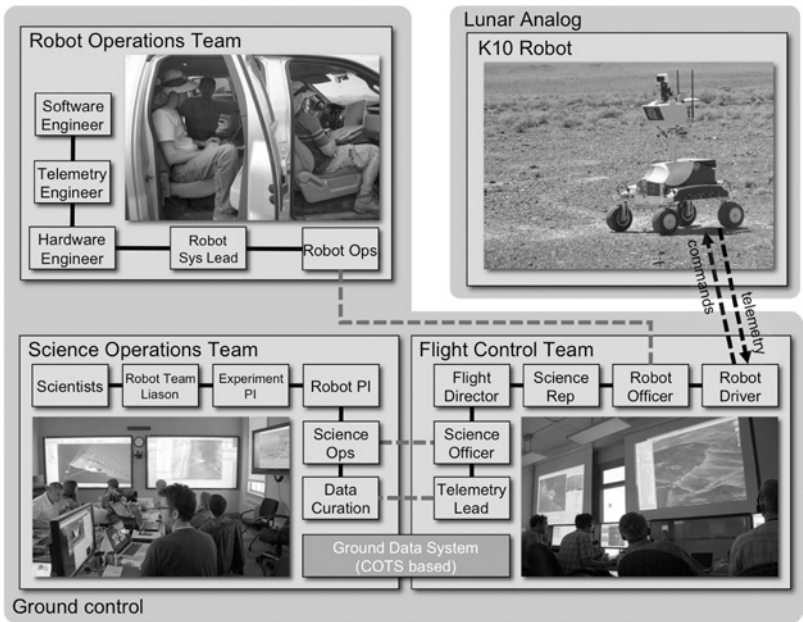 Robot Operations Team
Software
Engineer
Telemetry
Engineer
Hardware
Engineer
Robot
Sys Lead
Robot Ops
Lunar Analog
K10 Robot
commands
telemetry
Science Operations Team
Scientists
Robot Team
Liason
Experiment
PI
Robot PI
Science
Ops
Data
Curation
Flight Control Team
Flight
Director
Science
Rep
Robot
Officer
Robot
Driver
Science
Officer
Telemetry
Lead
Ground Data System
(COTS based)
Ground control